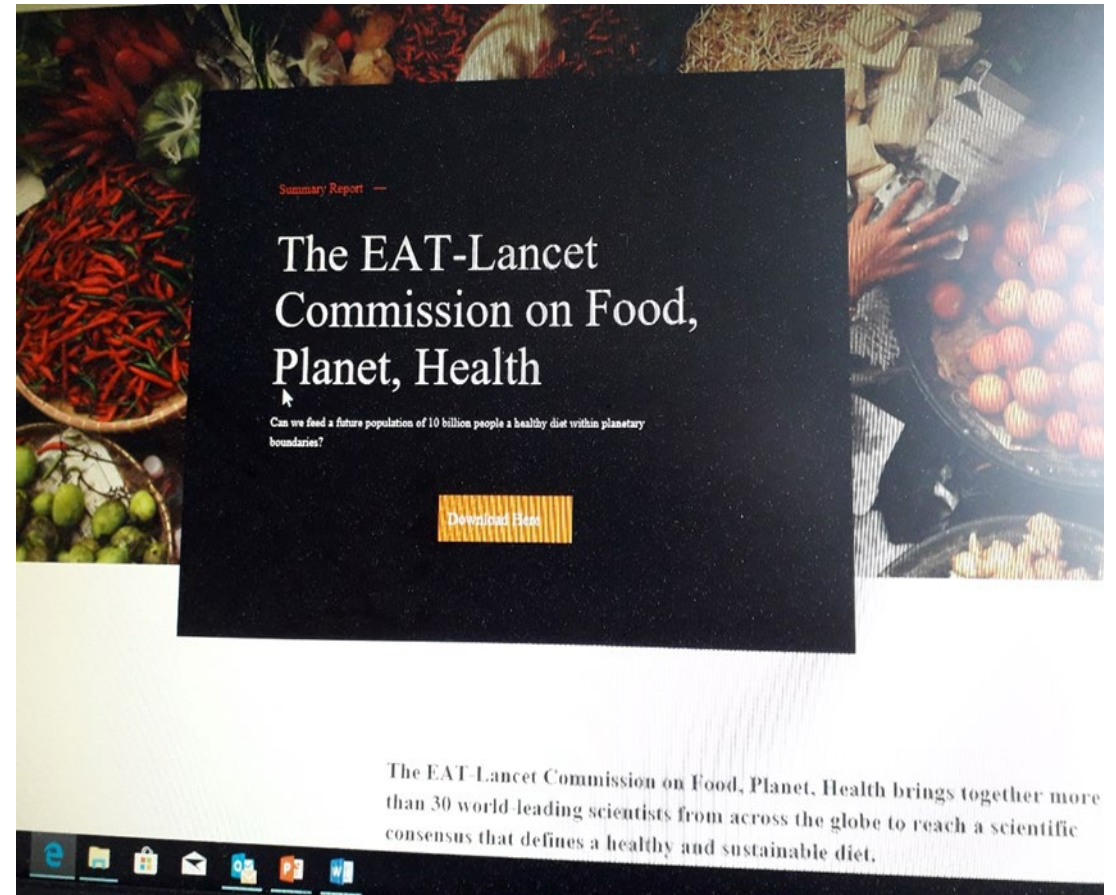 Summary Report —
The EAT-Lancet
Commission on Food,
Planet, Health
Can we feed a future population of 10 billion people a healthy diet within planetary
boundaries?
Download Here
The EAT-Lancet Commission on Food, Planet, Health brings together more
than 30 world-leading scientists from across the globe to reach a scientific
consensus that defines a healthy and sustainable diet.